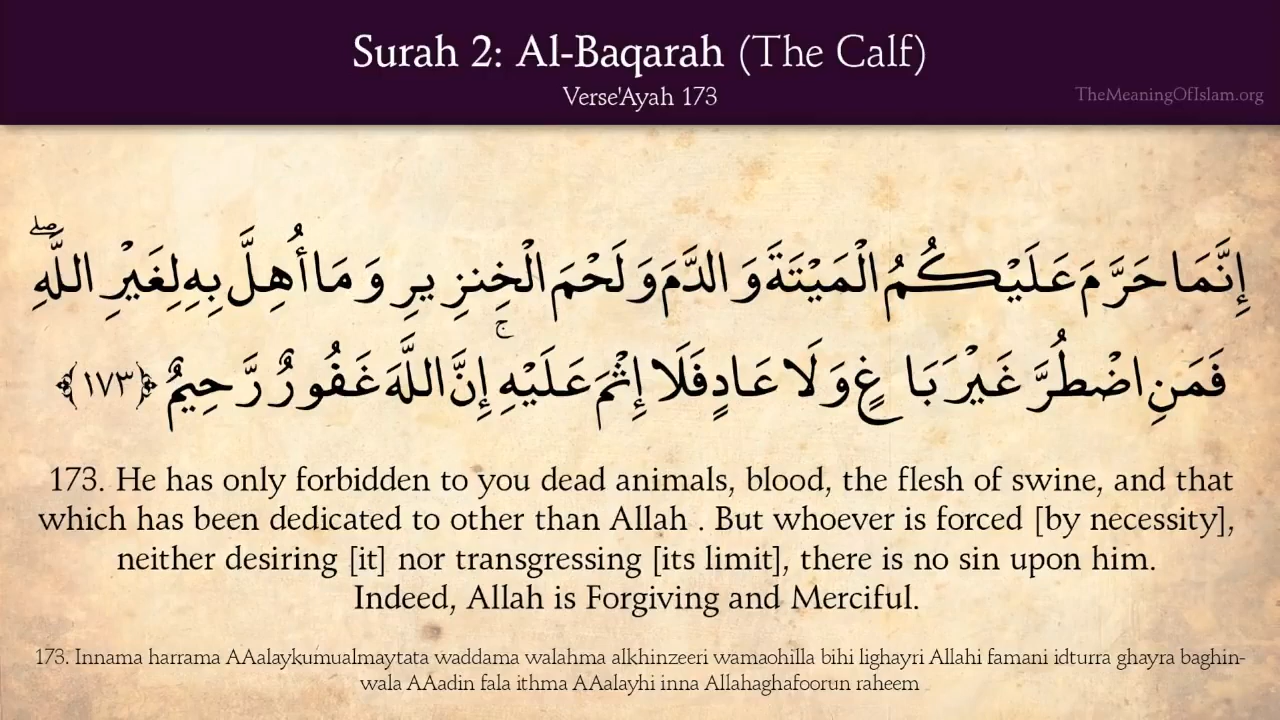 Surah 2: Al-Baqarah (The Calf)
Verse'Ayah 173
TheMeaningOfIslam.org
إِنَّمَا حَرَّمَ عَلَيْكُمُ الْمَيْتَةَ وَالدَّمَ وَلَحْمَ الْخِنزِيرِ وَمَا أُهِلَّ بِهِ لِغَيْرِ اللَّهِ ۖ
فَمَنِ اضْطُرَّ غَيْرَ بَاغٍ وَلَا عَادٍ فَلَا إِثْمَ عَلَيْهِ ۚ إِنَّ اللَّهَ غَفُورٌ رَّحِيمٌ ﴿١٧٣﴾
173. He has only forbidden to you dead animals, blood, the flesh of swine, and that
which has been dedicated to other than Allah . But whoever is forced [by necessity],
neither desiring [it] nor transgressing [its limit], there is no sin upon him.
Indeed, Allah is Forgiving and Merciful.
173. Innama harrama AAalaykumualmaytata waddama walahma alkhinzeeri wamaohilla bihi lighayri Allahi famani idturra ghayra baghin-
wala AAadin fala ithma AAalayhi inna Allahaghafoorun raheem